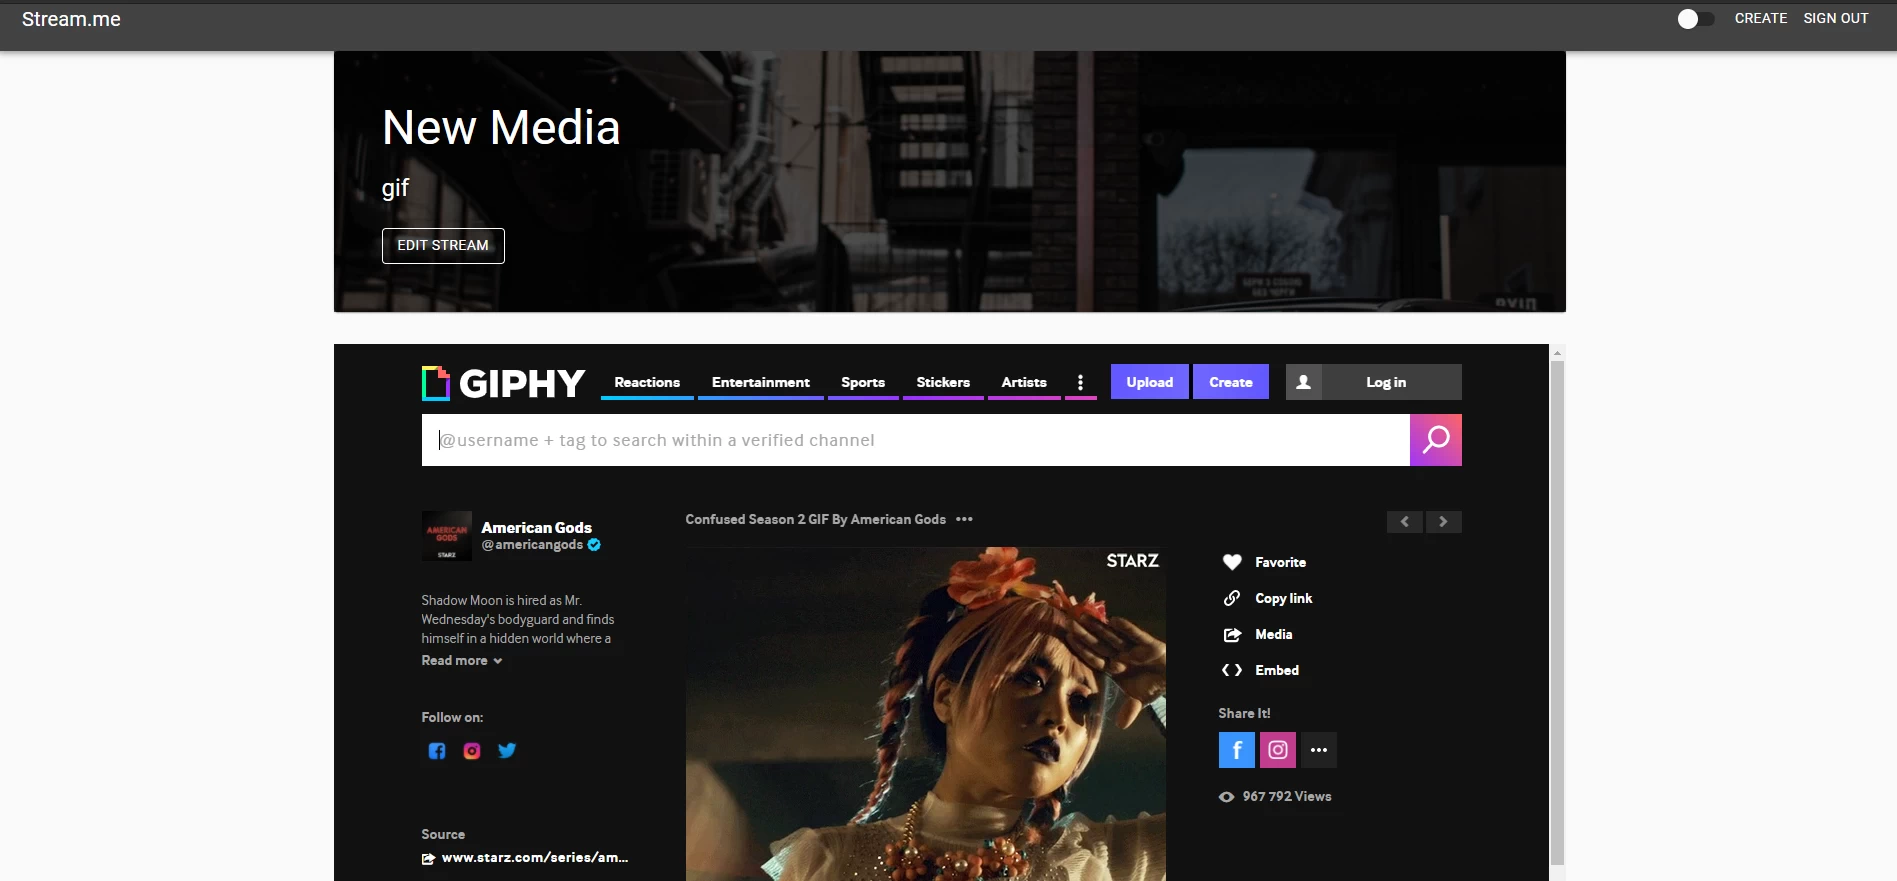 Stream.me
CREATE SIGN OUT
New Media
gif
EDIT STREAM
GIPHY
Reactions Entertainment Sports Stickers Artists
Upload Create
Log in
@username + tag to search within a verified channel
AMERICAN
GODS
STARZ
American Gods
@americangods
Shadow Moon is hired as Mr.
Wednesday's bodyguard and finds
himself in a hidden world where a
Read more
Follow on:
Source
www.starz.com/series/am...
Confused Season 2 GIF By American Gods
STARZ
Favorite
Copy link
Media
Embed
Share It!
967 792 Views